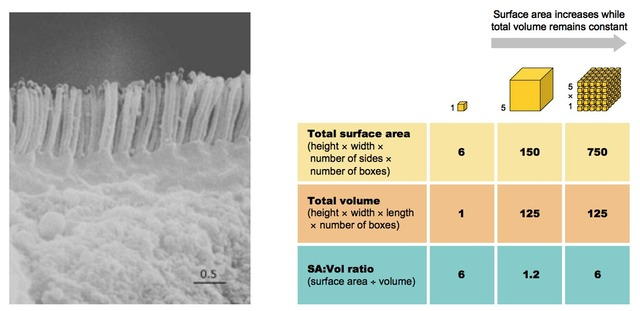 0.5
Surface area increases while
total volume remains constant
1
5
5
×
1
Total surface area
(height × width ×
number of sides ×
number of boxes)
6
150
750
Total volume
(height × width × length
× number of boxes)
1
125
125
SA:Vol ratio
(surface area ÷ volume)
6
1.2
6